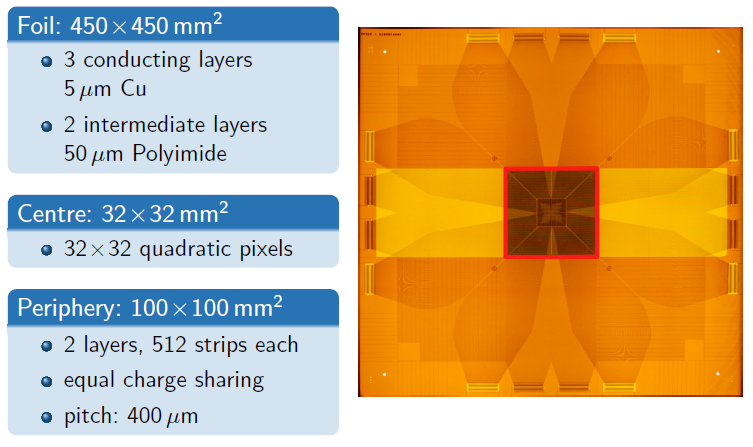 Foil: 450 × 450 mm²
3 conducting layers
5 μm Cu
2 intermediate layers
50 μm Polyimide
Centre: 32 × 32 mm²
32 × 32 quadratic pixels
Periphery: 100 × 100 mm²
2 layers, 512 strips each
equal charge sharing
pitch: 400 μm